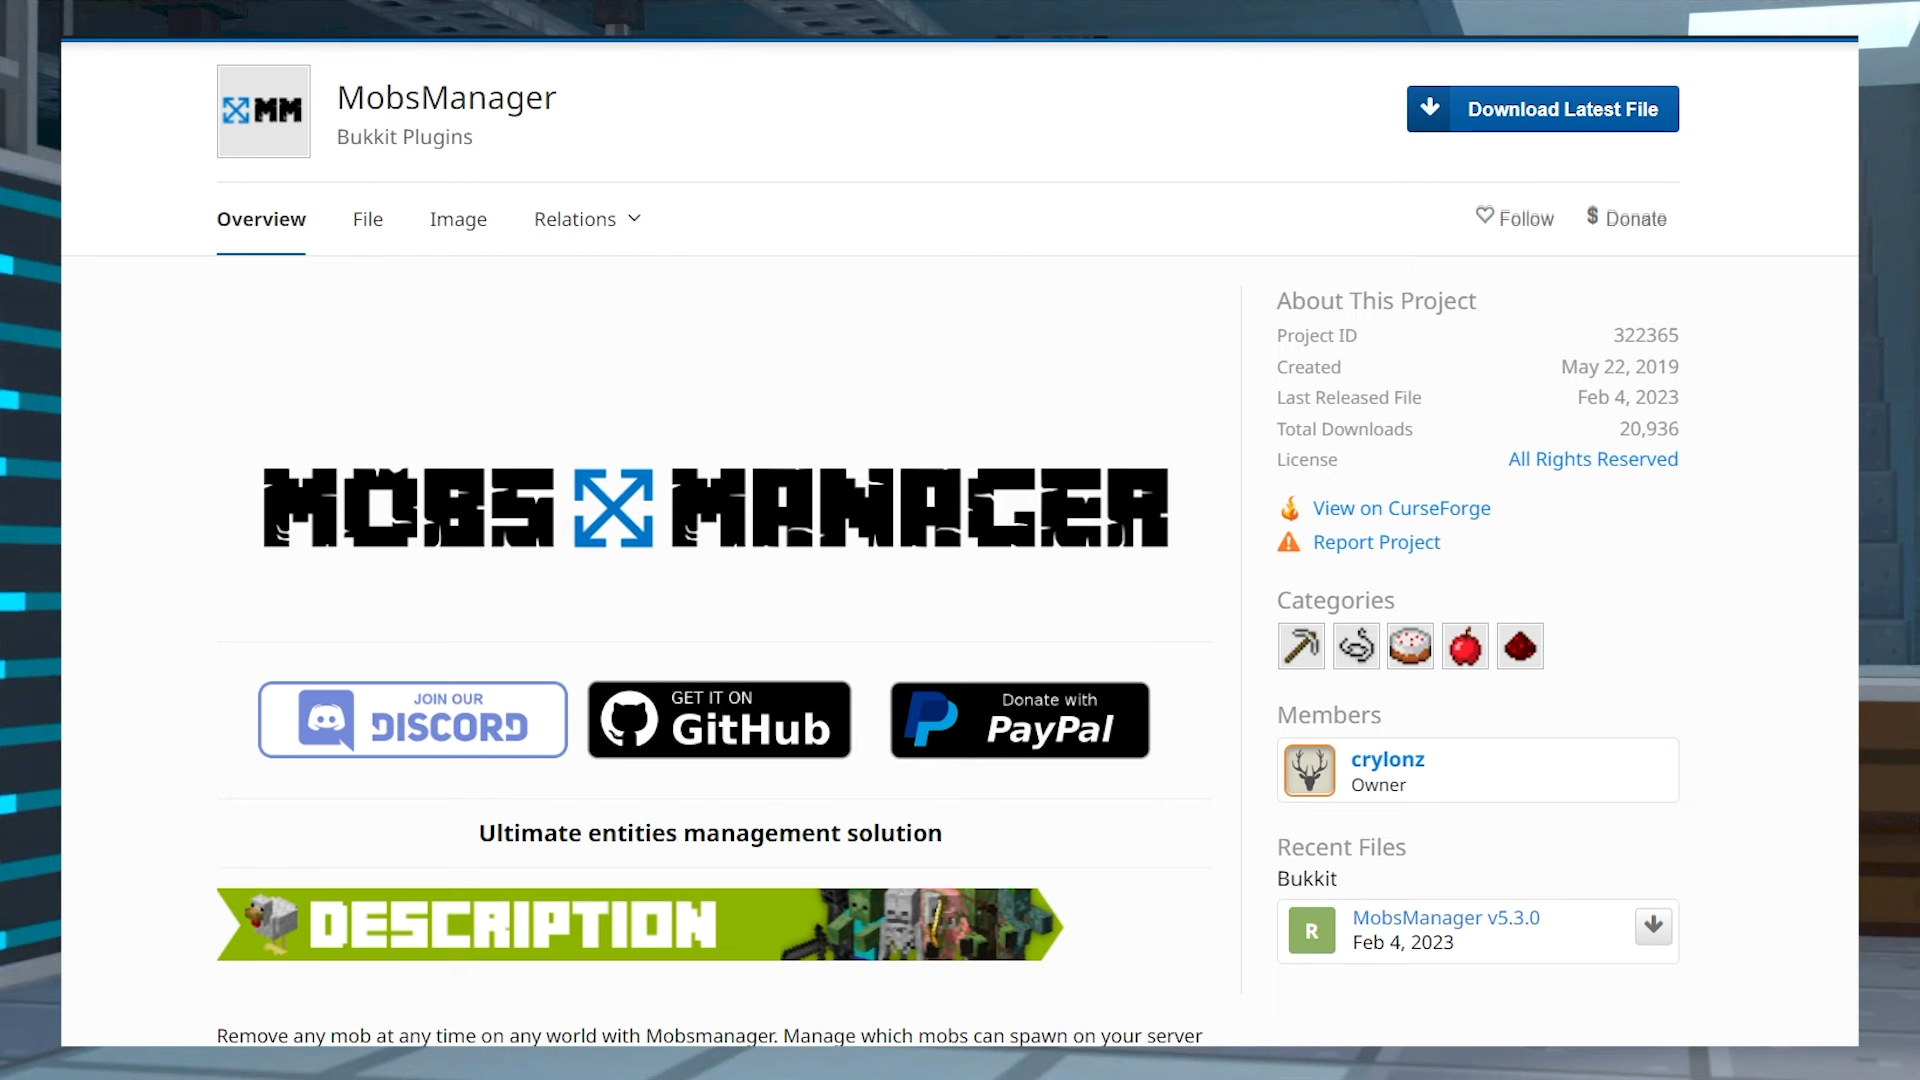 MM
MobsManager
Bukkit Plugins
Download Latest File
Overview
File
Image
Relations
Follow
$ Donate
MOBS MANAGER
JOIN OUR
DISCORD
GET IT ON
GitHub
Donate with
PayPal
Ultimate entities management solution
DESCRIPTION
Remove any mob at any time on any world with Mobsmanager. Manage which mobs can spawn on your server
About This Project
Project ID 322365
Created May 22, 2019
Last Released File Feb 4, 2023
Total Downloads 20,936
License All Rights Reserved
View on CurseForge
Report Project
Categories
Members
crylonz
Owner
Recent Files
Bukkit
R
MobsManager v5.3.0
Feb 4, 2023